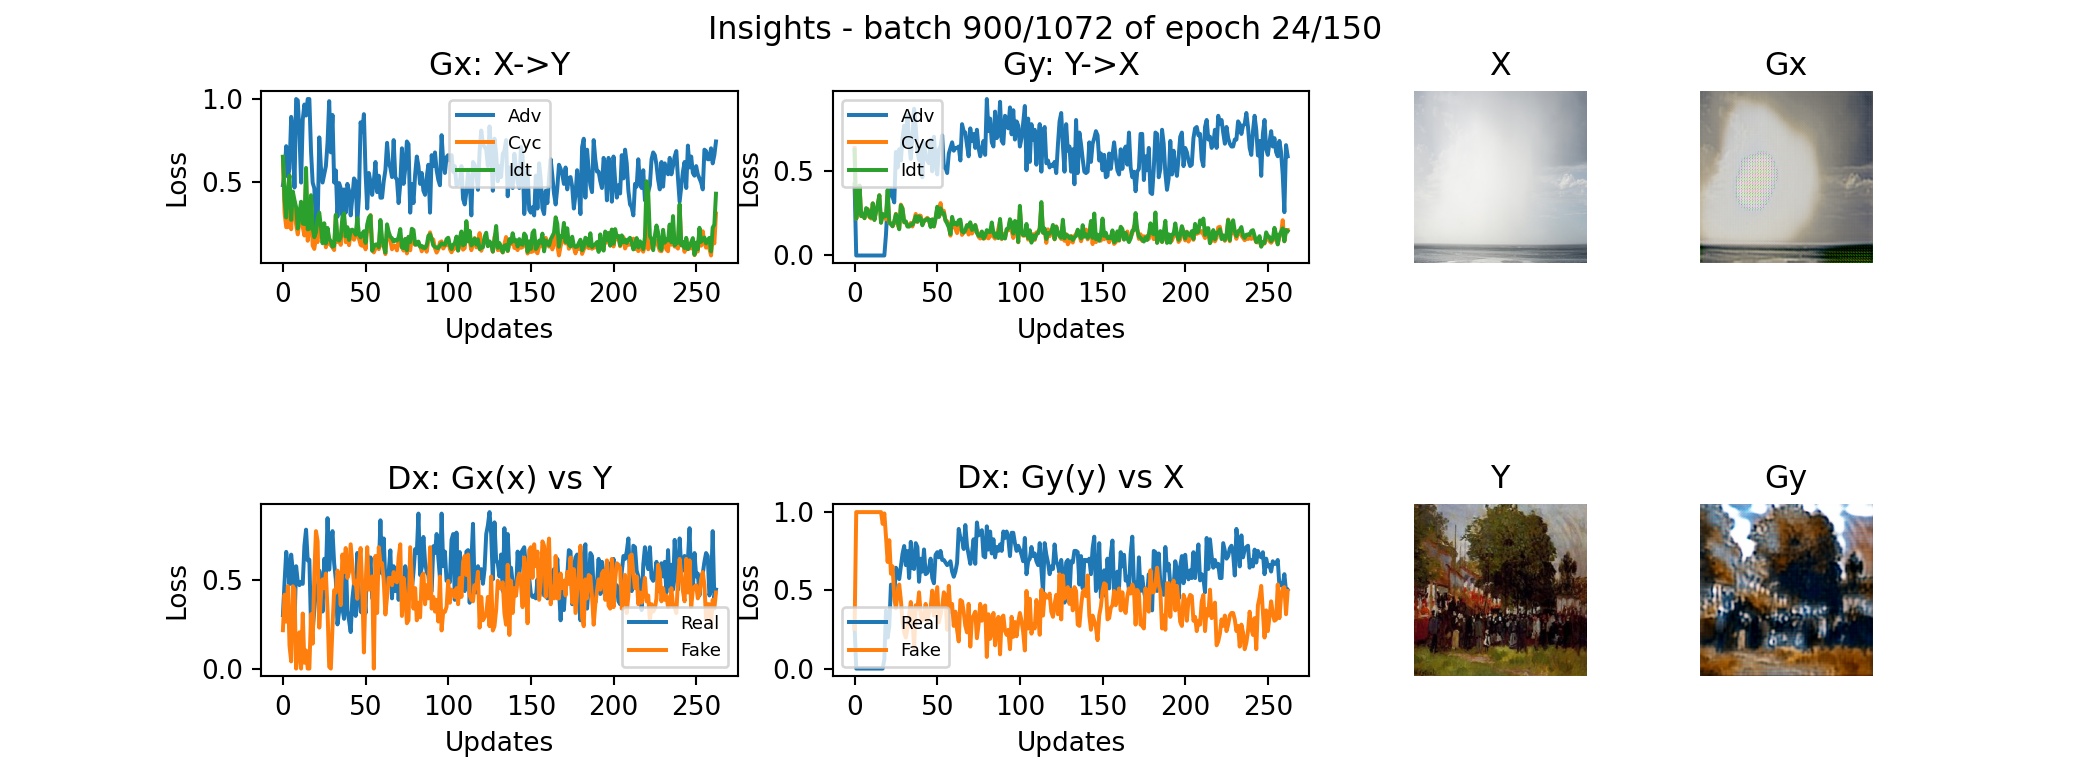 Insights - batch 900/1072 of epoch 24/150
Gx: X->Y
Loss
1.0
0.5
Adv
Cyc
Idt
0 50 100 150 200 250
Updates
Gy: Y->X
Loss
0.5
0.0
Adv
Cyc
Idt
0 50 100 150 200 250
Updates
X
Gx
Dx: Gx(x) vs Y
Loss
0.5
0.0
Real
Fake
0 50 100 150 200 250
Updates
Dx: Gy(y) vs X
Loss
1.0
0.5
0.0
Real
Fake
0 50 100 150 200 250
Updates
Y
Gy